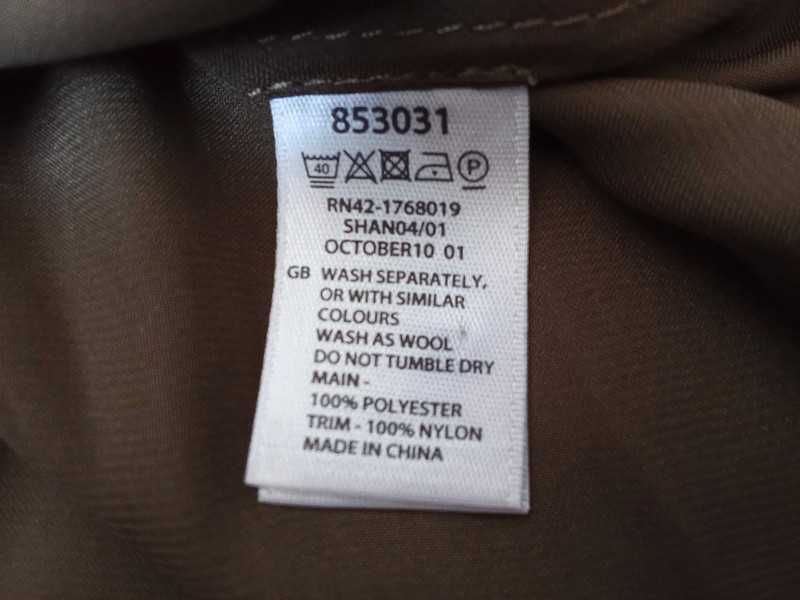 853031
40 P
RN42-1768019
SHAN04/01
OCTOBER10 01
GB WASH SEPARATELY,
OR WITH SIMILAR
COLOURS
WASH AS WOOL
DO NOT TUMBLE DRY
MAIN -
100% POLYESTER
TRIM - 100% NYLON
MADE IN CHINA